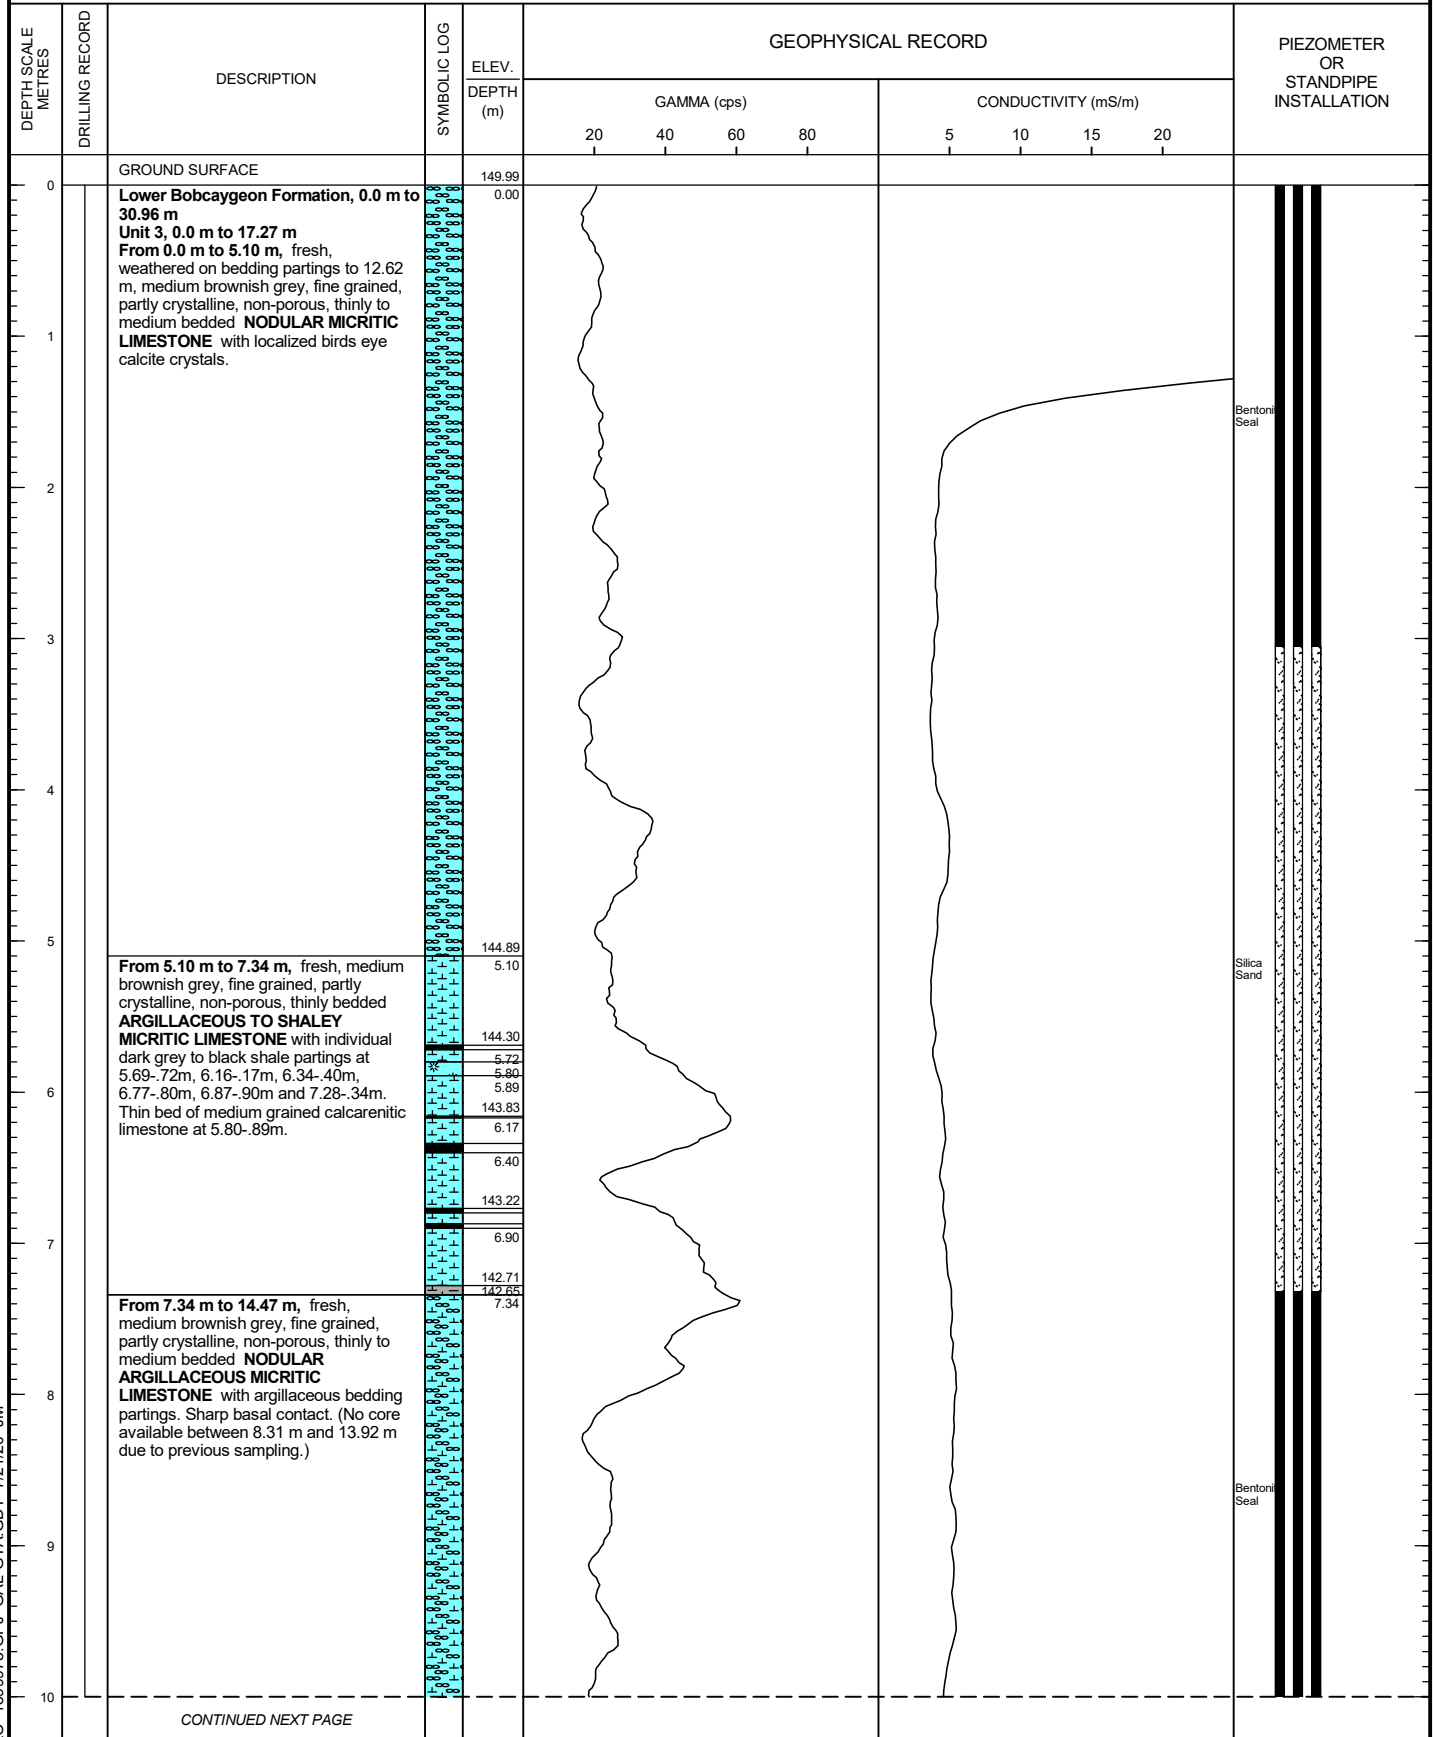 DEPTH SCALE
METRES
DRILLING RECORD
DESCRIPTION
SYMBOLIC LOG
ELEV.
DEPTH
(m)
GEOPHYSICAL RECORD
GAMMA (cps)
20 40 60 80
CONDUCTIVITY (mS/m)
5 10 15 20
PIEZOMETER
OR
STANDPIPE
INSTALLATION
GROUND SURFACE
149.99
0
0.00
Lower Bobcaygeon Formation, 0.0 m to
30.96 m
Unit 3, 0.0 m to 17.27 m
From 0.0 m to 5.10 m, fresh,
weathered on bedding partings to 12.62
m, medium brownish grey, fine grained,
partly crystalline, non-porous, thinly to
medium bedded NODULAR MICRITIC
LIMESTONE with localized birds eye
calcite crystals.
1
Bentoni
Seal
2
3
4
5
144.89
5.10
From 5.10 m to 7.34 m, fresh, medium
brownish grey, fine grained, partly
crystalline, non-porous, thinly bedded
ARGILLACEOUS TO SHALEY
MICRITIC LIMESTONE with individual
dark grey to black shale partings at
5.69-.72m, 6.16-.17m, 6.34-.40m,
6.77-.80m, 6.87-.90m and 7.28-.34m.
Thin bed of medium grained calcarenitic
limestone at 5.80-.89m.
Silica
Sand
144.30
5.72
5.80
5.89
6
143.83
6.17
6.40
143.22
6.90
7
142.71
142.65
7.34
From 7.34 m to 14.47 m, fresh,
medium brownish grey, fine grained,
partly crystalline, non-porous, thinly to
medium bedded NODULAR
ARGILLACEOUS MICRITIC
LIMESTONE with argillaceous bedding
partings. Sharp basal contact. (No core
available between 8.31 m and 13.92 m
due to previous sampling.)
8
Bentoni
Seal
9
10
CONTINUED NEXT PAGE